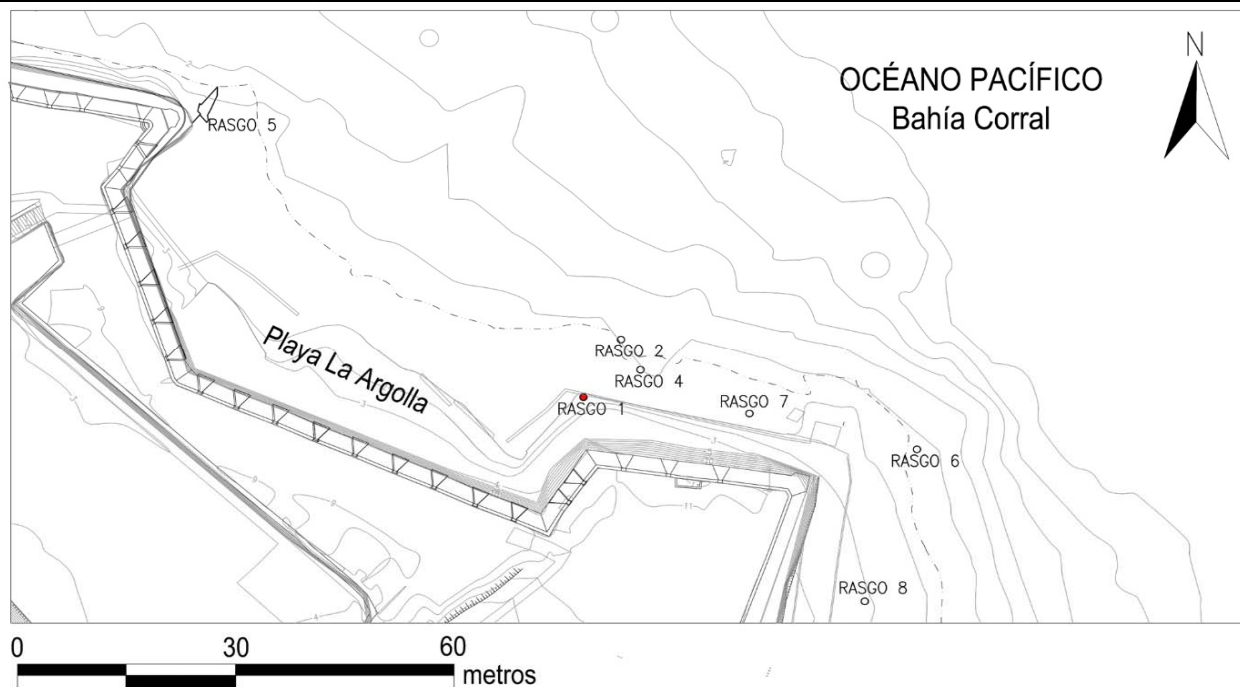 N
OCÉANO PACÍFICO
Bahía Corral
RASGO 5
Playa La Argolla
RASGO 2
RASGO 4
RASGO 1
RASGO 7
RASGO 6
RASGO 8
0 30 60
metros